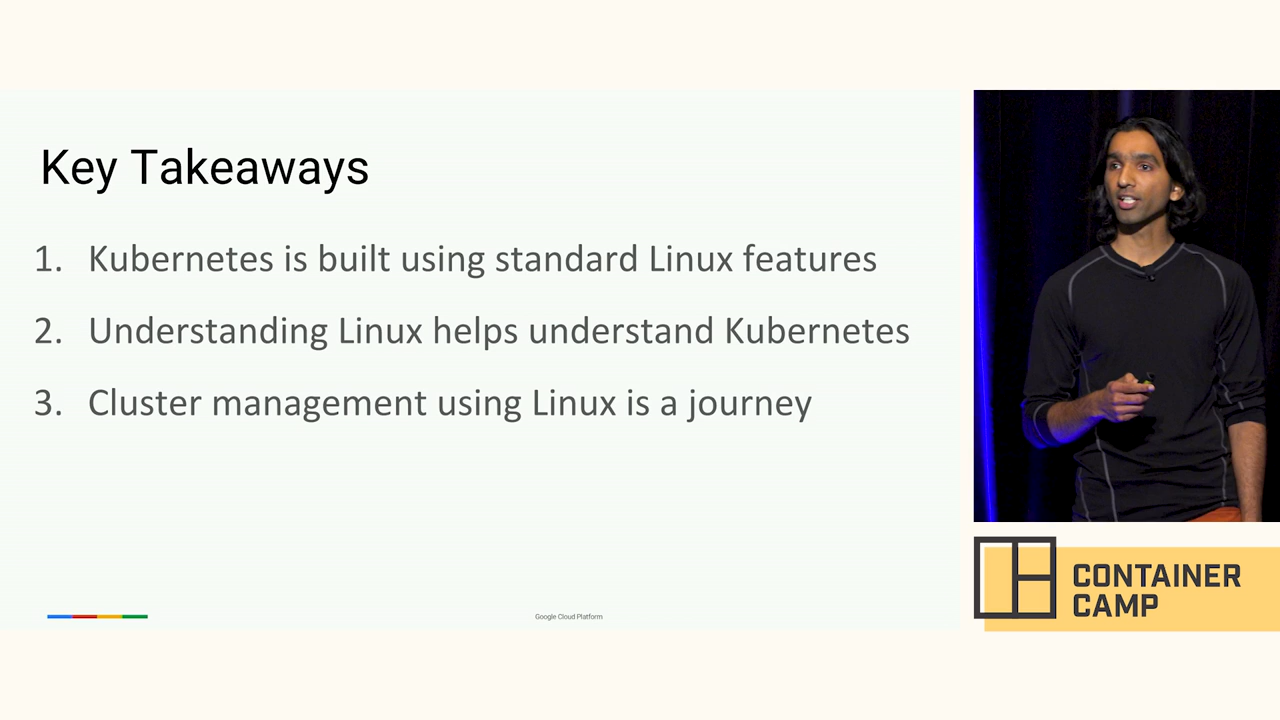 Key Takeaways
1. Kubernetes is built using standard Linux features
2. Understanding Linux helps understand Kubernetes
3. Cluster management using Linux is a journey
Google Cloud Platform
CONTAINER
CAMP